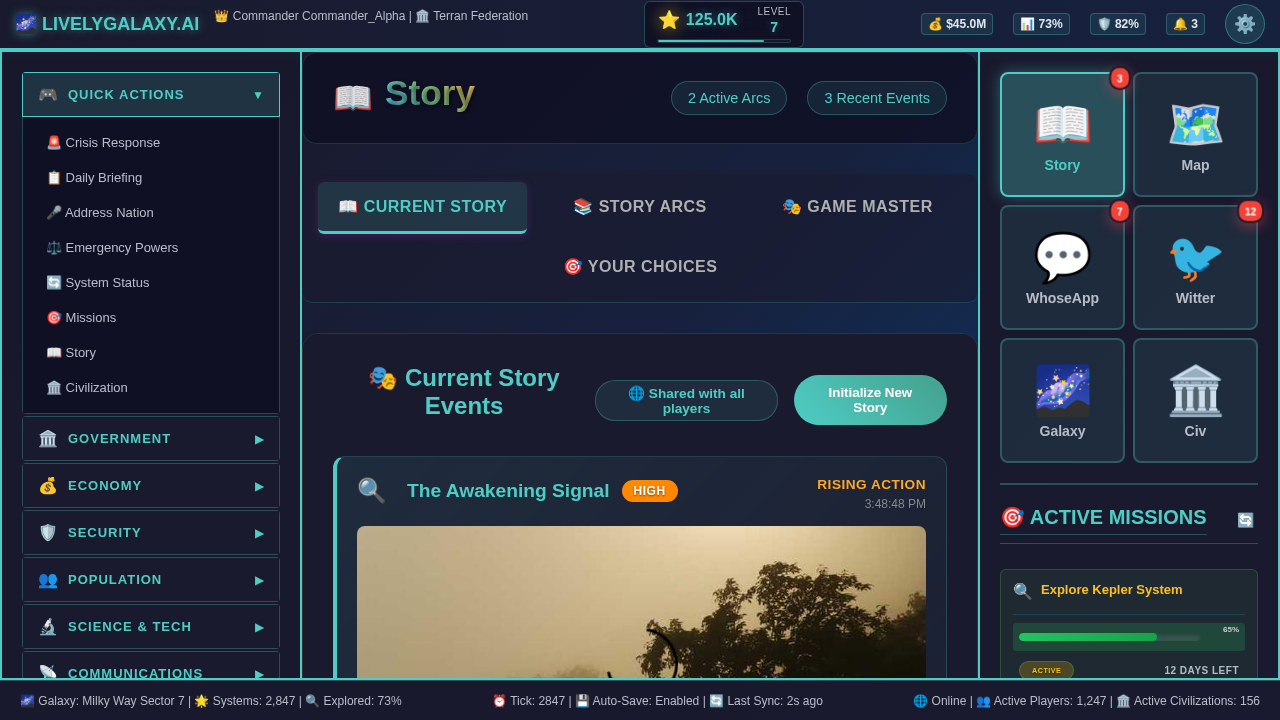 LIVELYGALAXY.AI
Commander Commander_Alpha | Terran Federation
125.0K
LEVEL
7
$45.0M
73%
82%
3
QUICK ACTIONS ▼
Crisis Response
Daily Briefing
Address Nation
Emergency Powers
System Status
Missions
Story
Civilization
GOVERNMENT ▶
ECONOMY ▶
SECURITY ▶
POPULATION ▶
SCIENCE & TECH ▶
COMMUNICATIONS ▶
Story
2 Active Arcs
3 Recent Events
CURRENT STORY
STORY ARCS
GAME MASTER
YOUR CHOICES
Current Story
Events
Shared with all
players
Initialize New
Story
The Awakening Signal
HIGH
RISING ACTION
3:48:48 PM
3
Story
Map
7
WhoseApp
12
Witter
Galaxy
Civ
ACTIVE MISSIONS
Explore Kepler System
65%
ACTIVE
12 DAYS LEFT
Galaxy: Milky Way Sector 7 | Systems: 2,847 | Explored: 73%
Tick: 2847 | Auto-Save: Enabled | Last Sync: 2s ago
Online | Active Players: 1,247 | Active Civilizations: 156